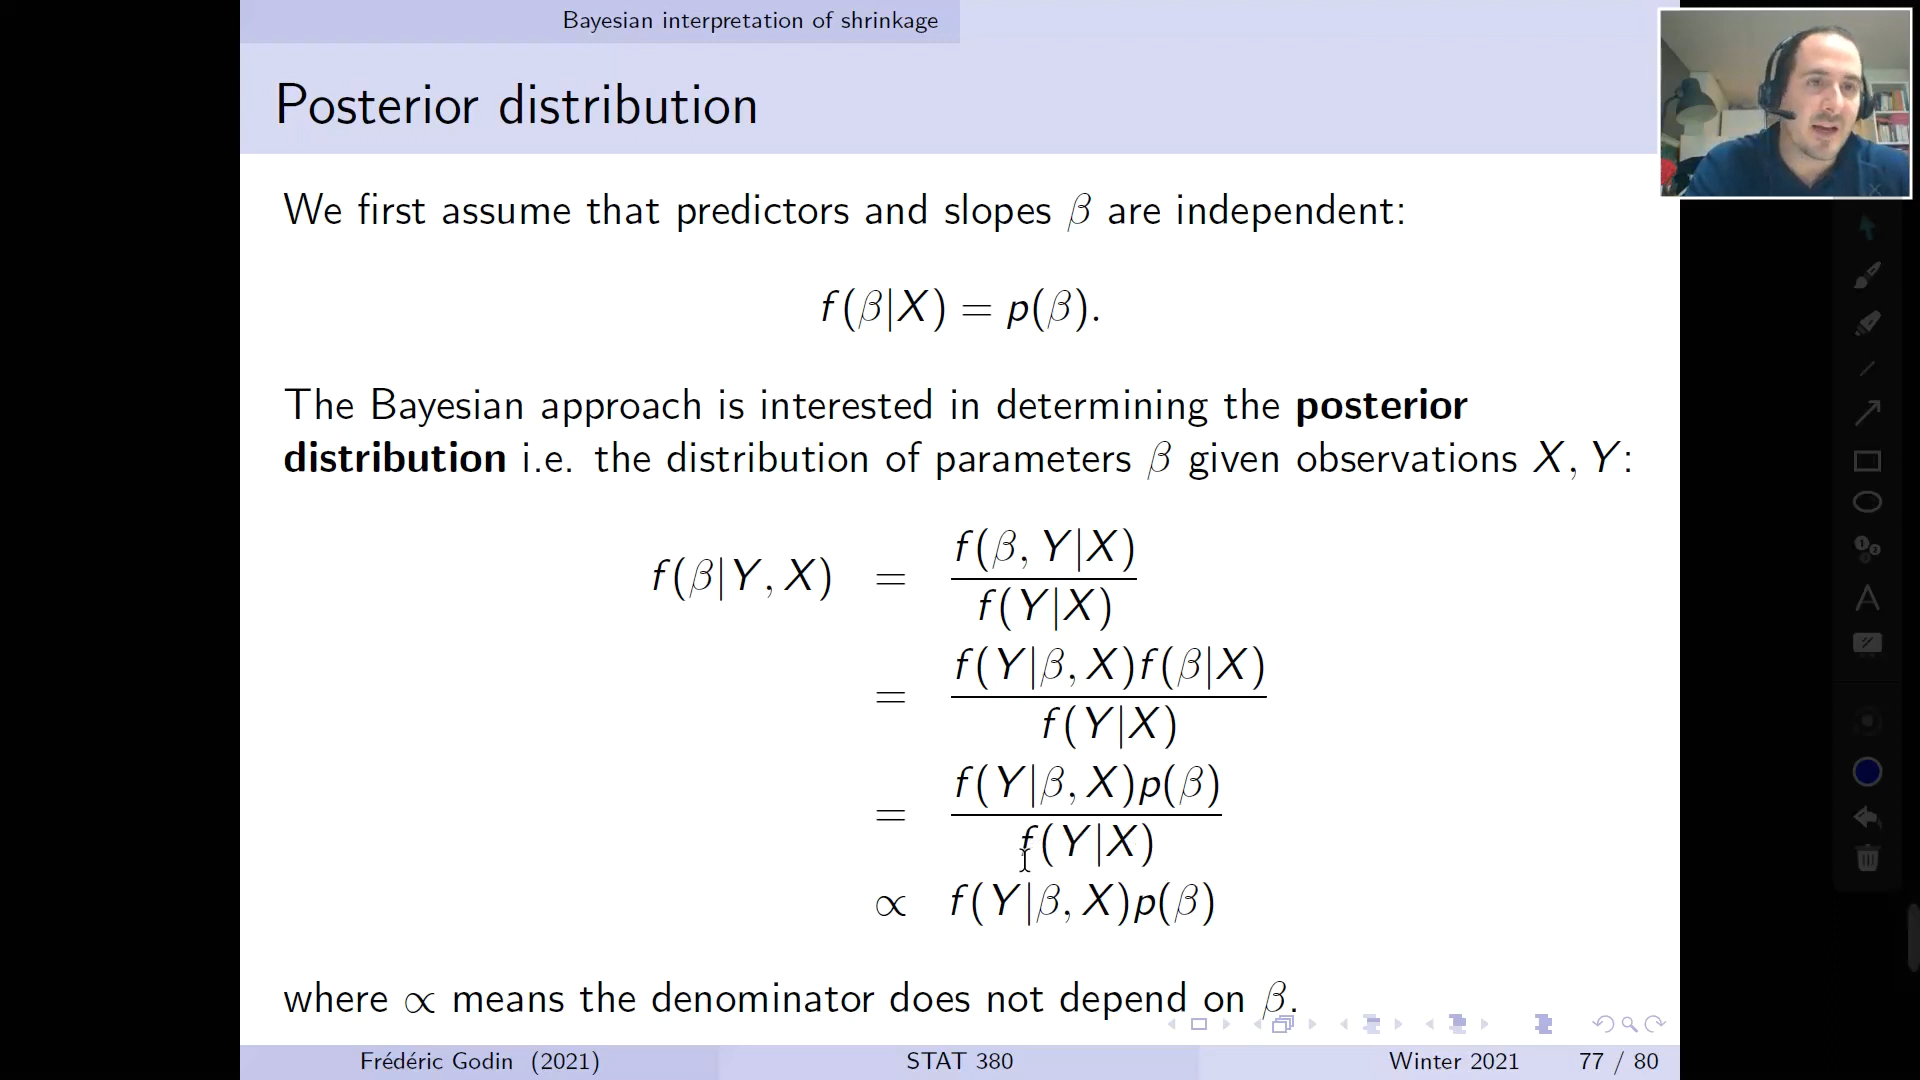 Bayesian interpretation of shrinkage
Posterior distribution
We first assume that predictors and slopes β are independent:
f(β|X) = p(β).
The Bayesian approach is interested in determining the posterior
distribution i.e. the distribution of parameters β given observations X, Y:
f(β|Y, X) = f(β, Y|X) / f(Y|X)
= f(Y|β, X)f(β|X) / f(Y|X)
= f(Y|β, X)p(β) / f(Y|X)
∝ f(Y|β, X)p(β)
where ∝ means the denominator does not depend on β.
Frédéric Godin (2021) STAT 380 Winter 2021 77 / 80